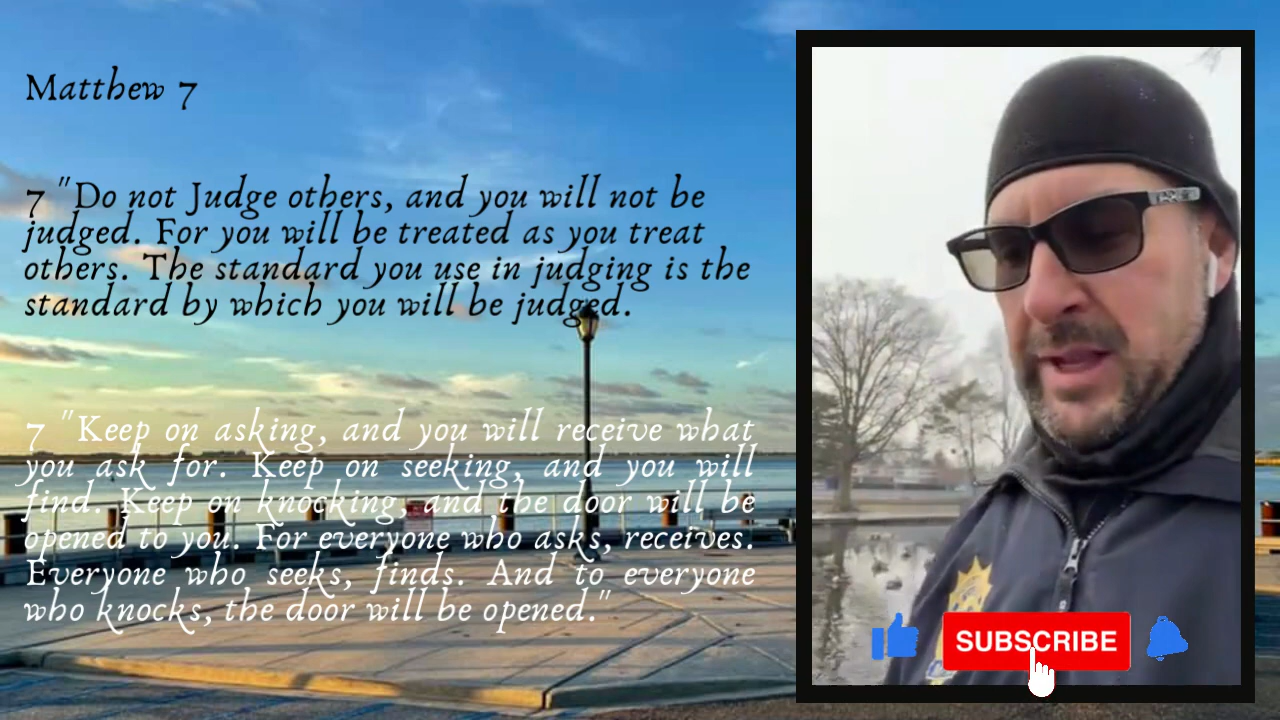 Matthew 7
7 "Do not Judge others, and you will not be
judged. For you will be treated as you treat
others. The standard you use in judging is the
standard by which you will be judged.
7 "Keep on asking, and you will receive what
you ask for. Keep on seeking, and you will
find. Keep on knocking, and the door will be
opened to you. For everyone who asks, receives.
Everyone who seeks, finds. And to everyone
who knocks, the door will be opened."
SUBSCRIBE